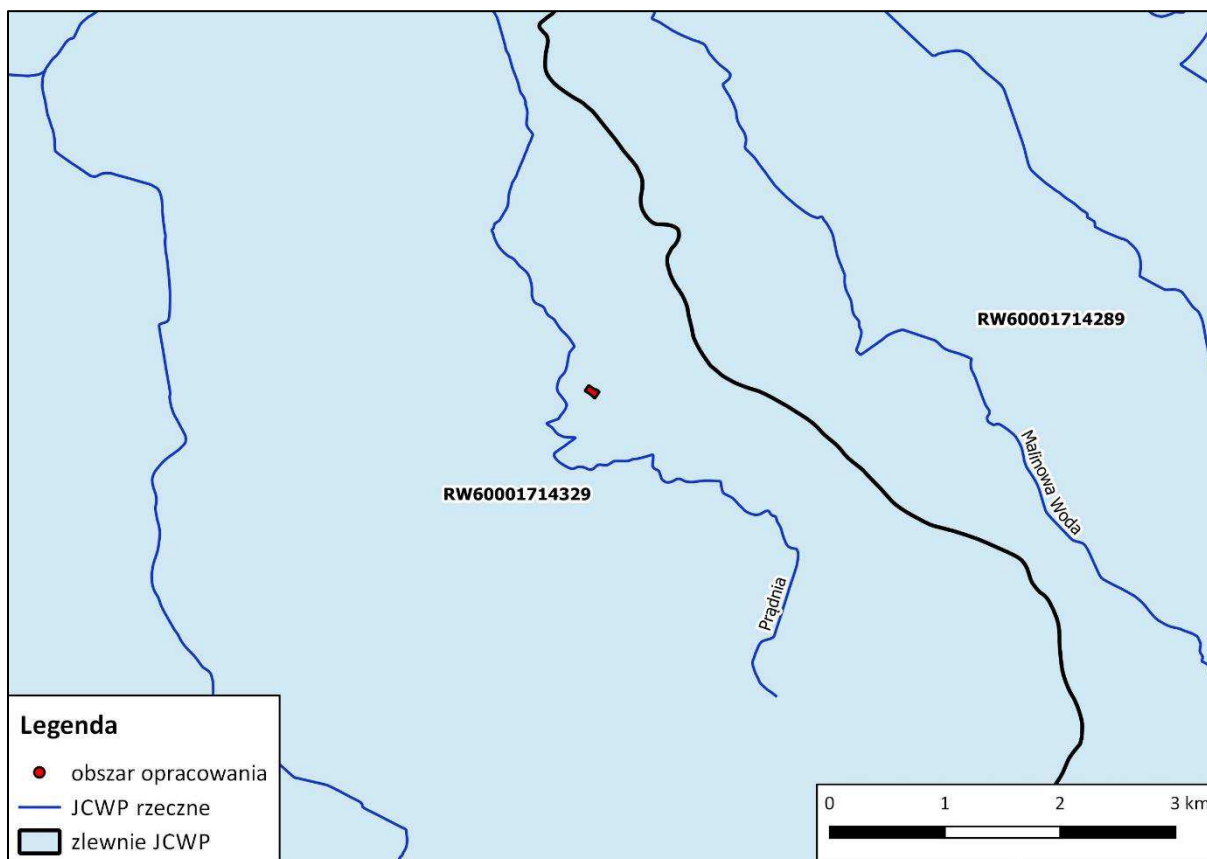 RW60001714289
Malinowa Woda
RW60001714329
Prądnia
Legenda
obszar opracowania
JCWP rzeczne
zlewnie JCWP
0 1 2 3 km